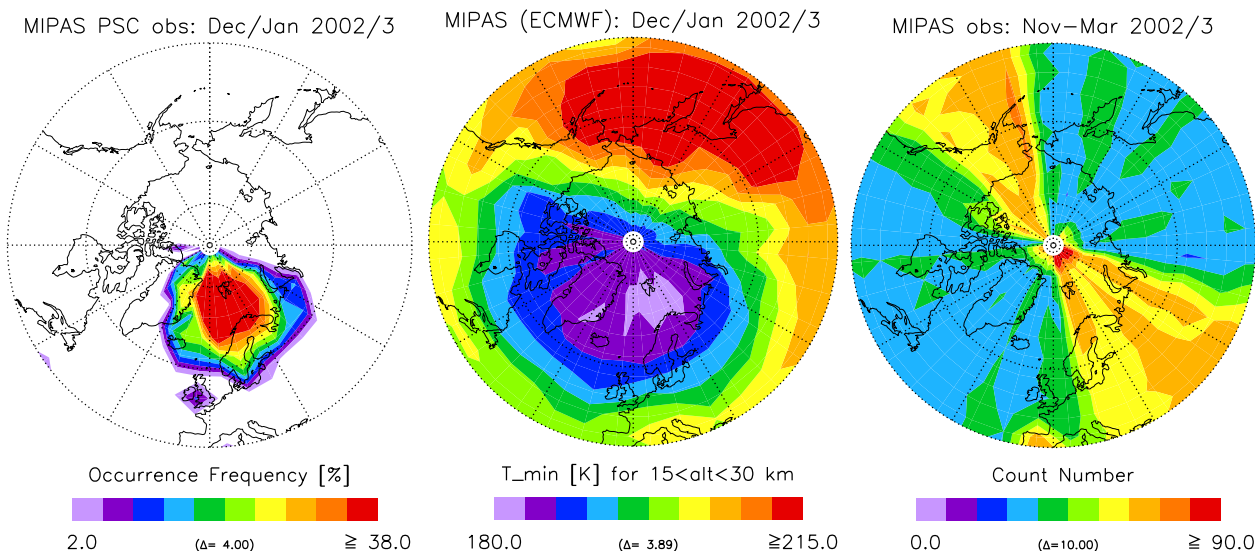 MIPAS PSC obs: Dec/Jan 2002/3
MIPAS (ECMWF): Dec/Jan 2002/3
MIPAS obs: Nov-Mar 2002/3
Occurrence Frequency [%]
2.0 (Δ= 4.00) ≧ 38.0
T_min [K] for 15<alt<30 km
180.0 (Δ= 3.89) ≧215.0
Count Number
0.0 (Δ=10.00) ≧ 90.0